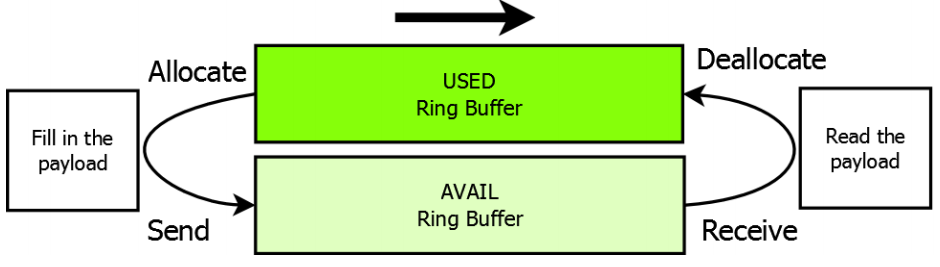 Allocate
Deallocate
USED
Ring Buffer
Fill in the
payload
Read the
payload
AVAIL
Ring Buffer
Send
Receive